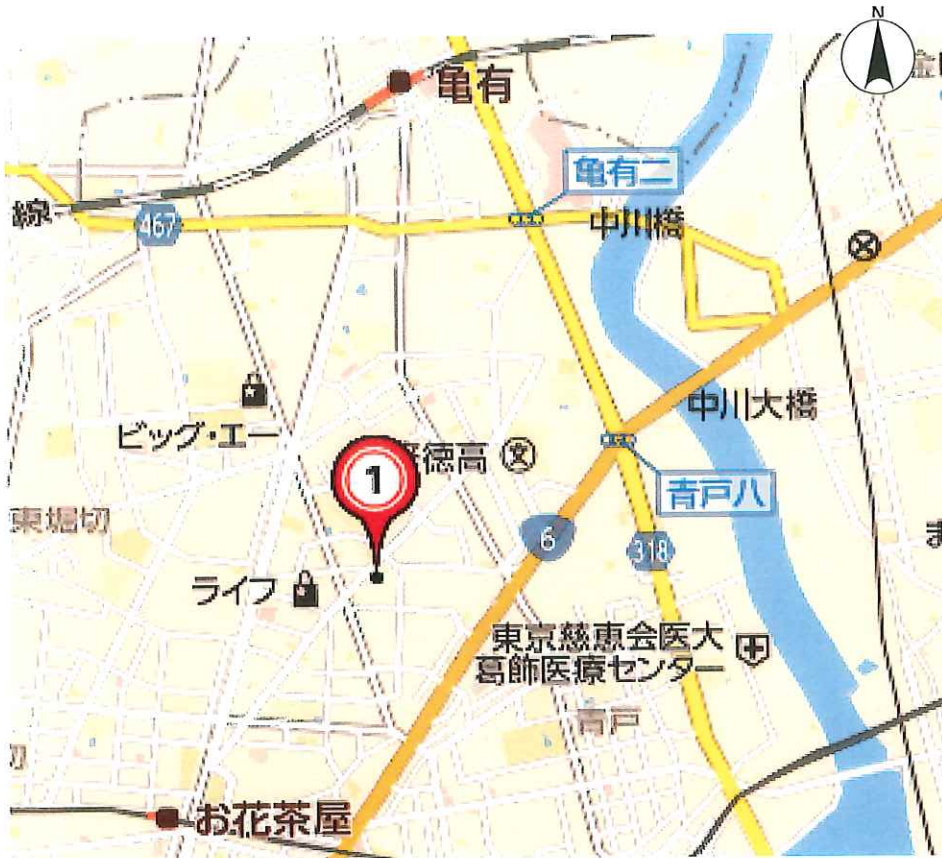 N
亀有
亀有二
線
467
中川橋
中川大橋
ビッグ・エー
徳高
文
1
青戸八
東堀切
6
318
ライフ
東京慈恵会医大
葛飾医療センター
青戸
お花茶屋